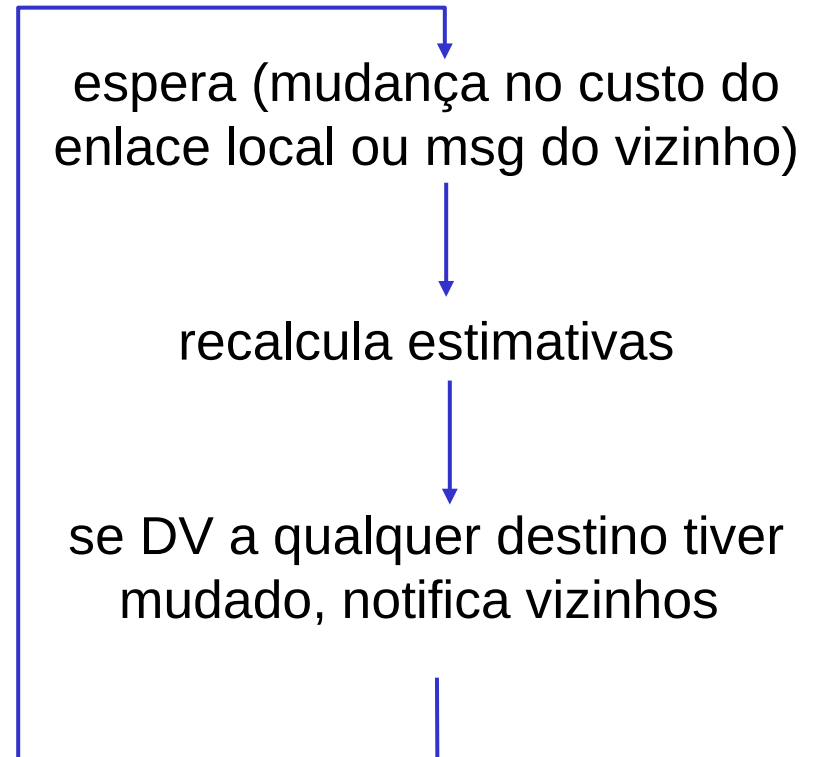 espera (mudança no custo do
enlace local ou msg do vizinho)
recalcula estimativas
se DV a qualquer destino tiver
mudado, notifica vizinhos